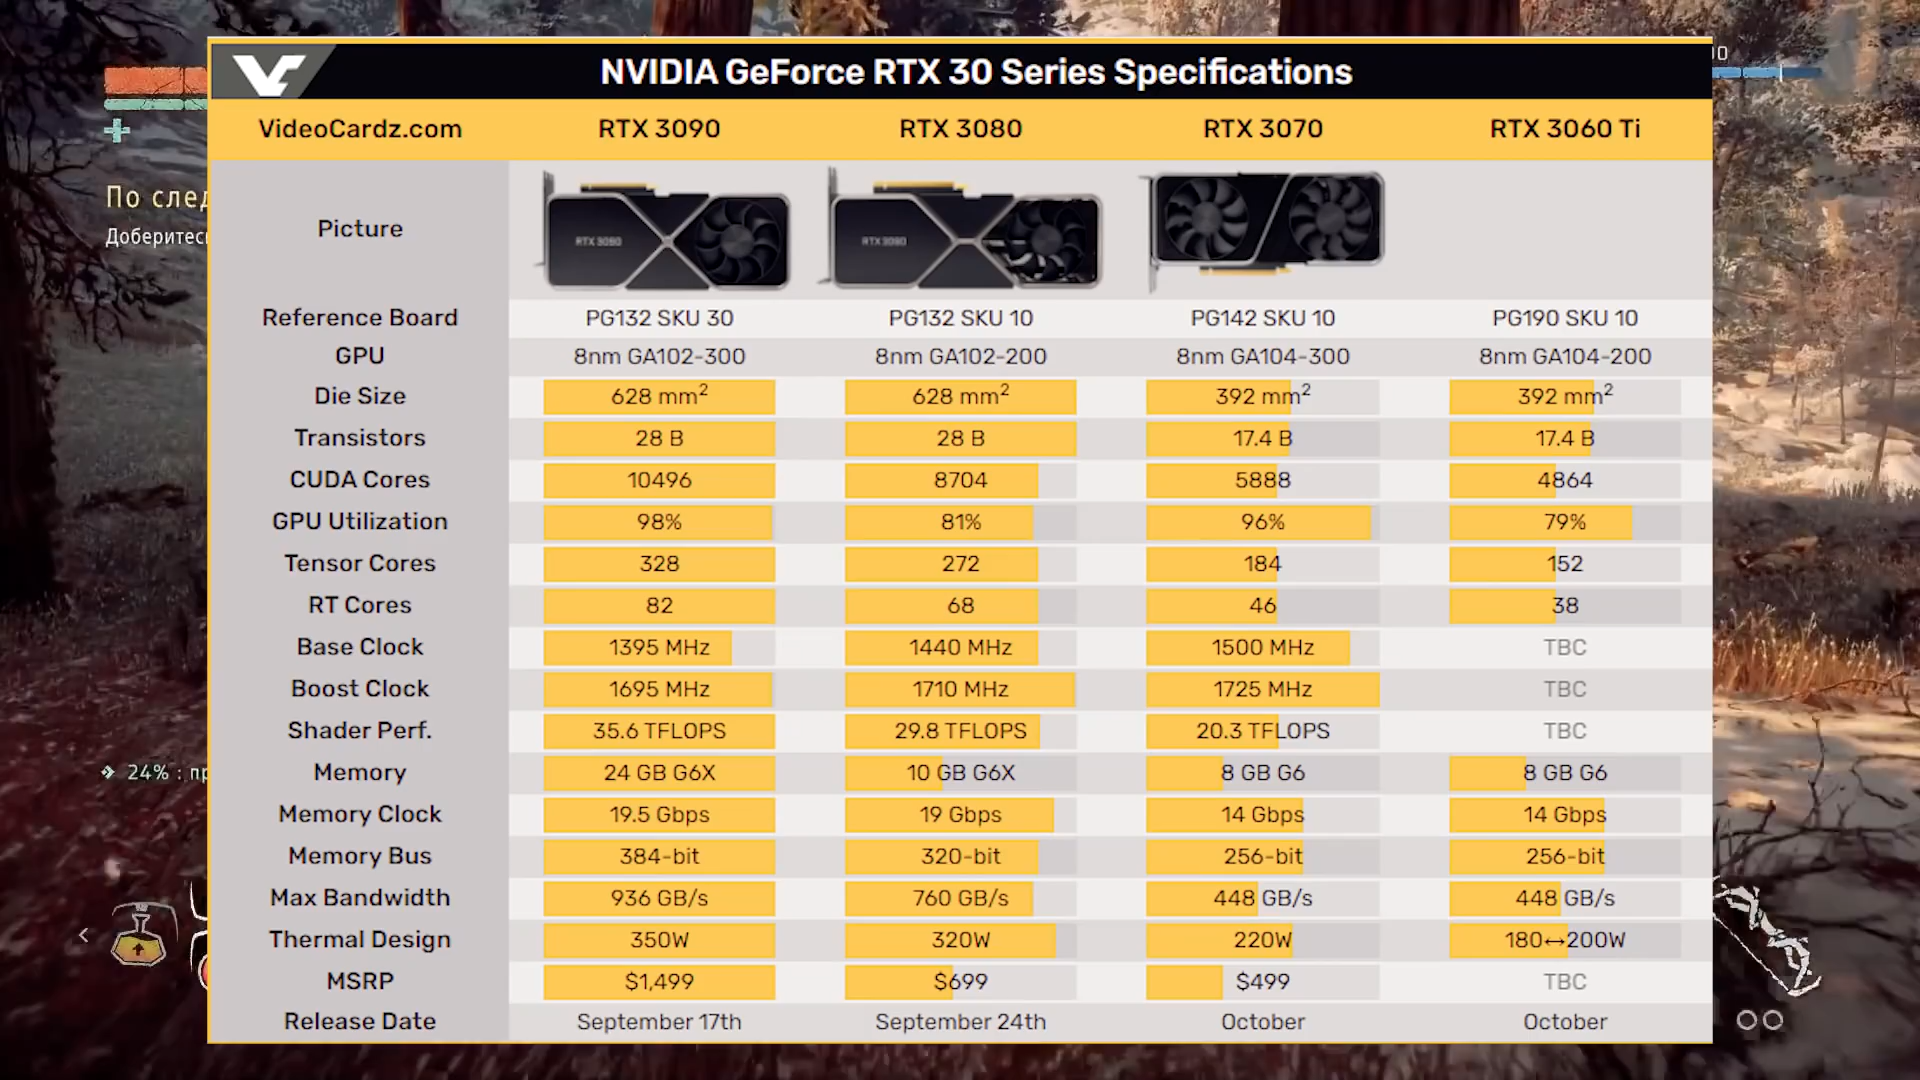 NVIDIA GeForce RTX 30 Series Specifications
VideoCardz.com RTX 3090 RTX 3080 RTX 3070 RTX 3060 Ti
По след
Доберитесь
Picture
RTX 3090 RTX 3080
Reference Board PG132 SKU 30 PG132 SKU 10 PG142 SKU 10 PG190 SKU 10
GPU 8nm GA102-300 8nm GA102-200 8nm GA104-300 8nm GA104-200
Die Size 628 mm² 628 mm² 392 mm² 392 mm²
Transistors 28 B 28 B 17.4 B 17.4 B
CUDA Cores 10496 8704 5888 4864
GPU Utilization 98% 81% 96% 79%
Tensor Cores 328 272 184 152
RT Cores 82 68 46 38
Base Clock 1395 MHz 1440 MHz 1500 MHz TBC
Boost Clock 1695 MHz 1710 MHz 1725 MHz TBC
Shader Perf. 35.6 TFLOPS 29.8 TFLOPS 20.3 TFLOPS TBC
Memory 24 GB G6X 10 GB G6X 8 GB G6 8 GB G6
24% : пр
Memory Clock 19.5 Gbps 19 Gbps 14 Gbps 14 Gbps
Memory Bus 384-bit 320-bit 256-bit 256-bit
Max Bandwidth 936 GB/s 760 GB/s 448 GB/s 448 GB/s
Thermal Design 350W 320W 220W 180↔200W
MSRP $1,499 $699 $499 TBC
Release Date September 17th September 24th October October